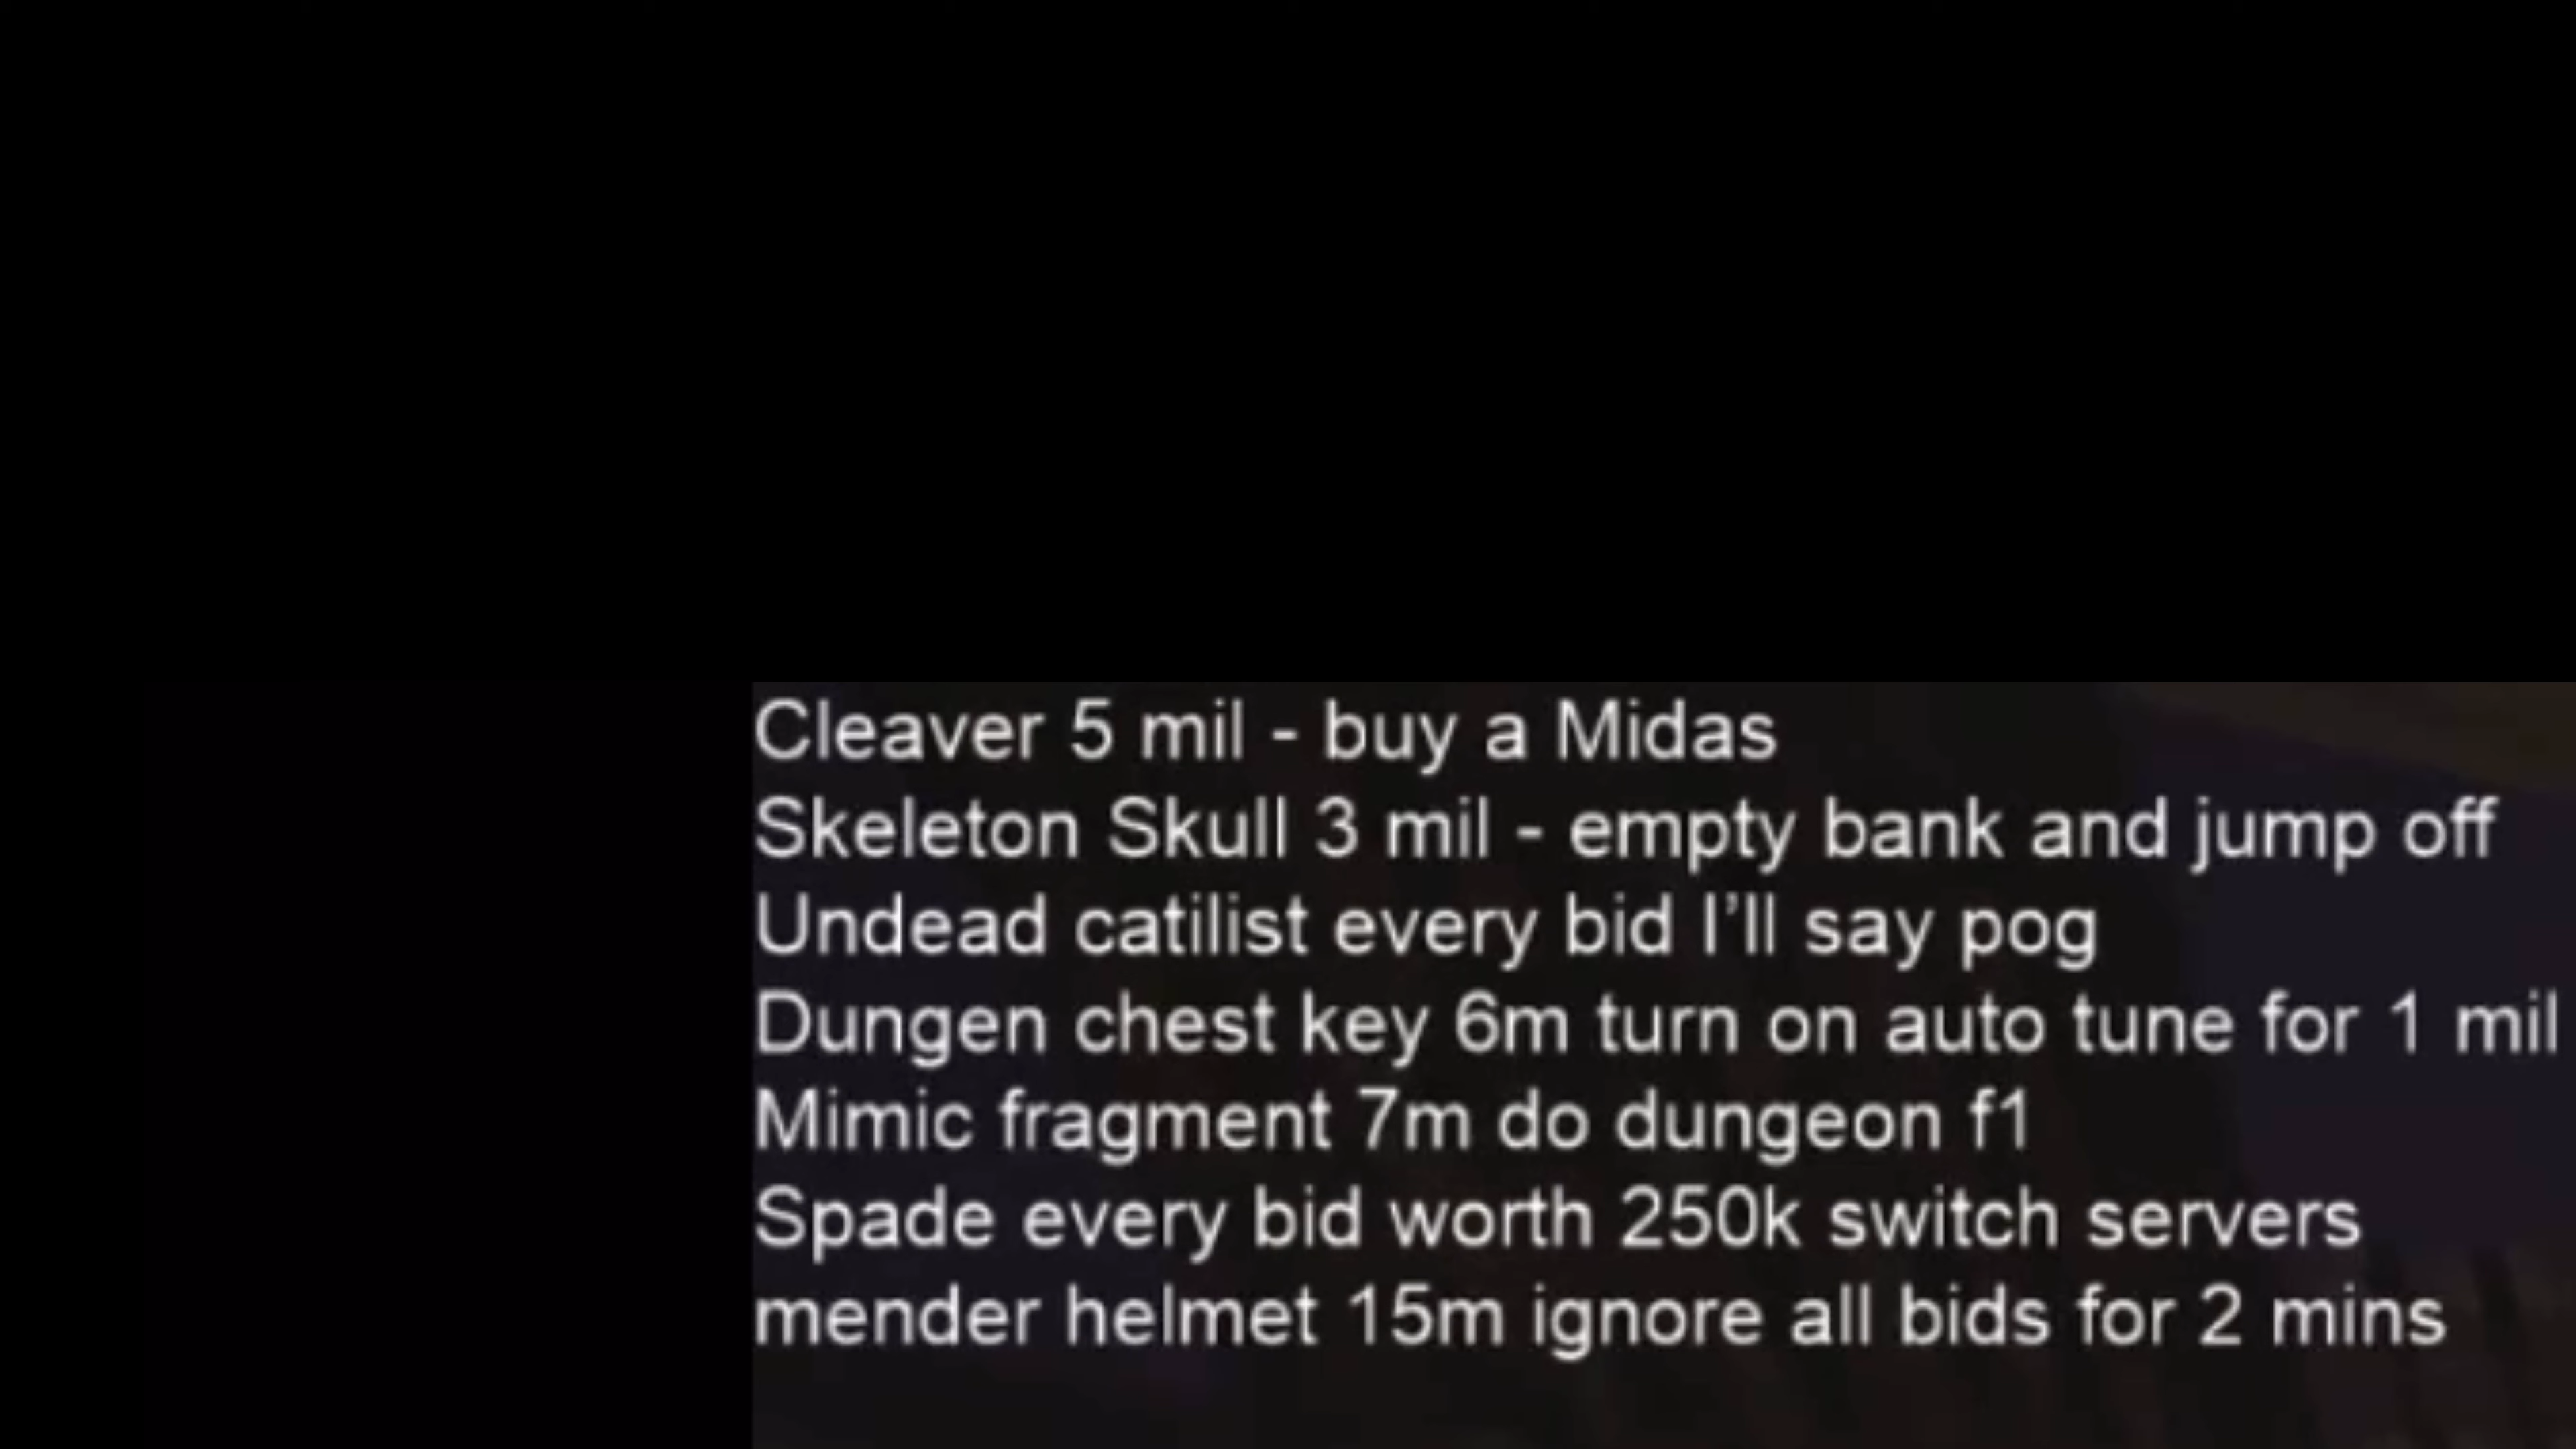 Cleaver 5 mil - buy a Midas
Skeleton Skull 3 mil - empty bank and jump off
Undead catilist every bid I'll say pog
Dungen chest key 6m turn on auto tune for 1 mil
Mimic fragment 7m do dungeon f1
Spade every bid worth 250k switch servers
mender helmet 15m ignore all bids for 2 mins